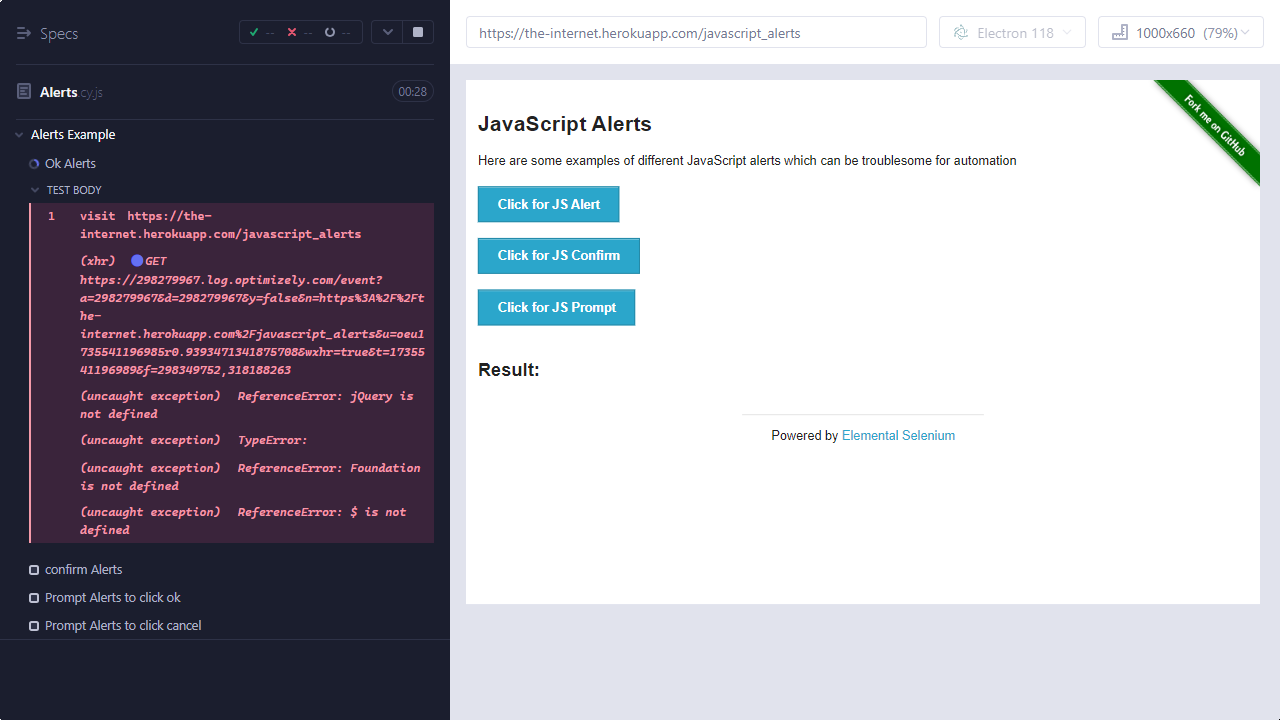 Specs
-- -- --
Alerts.cy.js 00:28
Alerts Example
Ok Alerts
TEST BODY
1 visit https://the-
internet.herokuapp.com/javascript_alerts
(xhr) GET
https://298279967.log.optimizely.com/event?
a=298279967&d=298279967&y=false&n=https%3A%2F%2Ft
he-
internet.herokuapp.com%2Fjavascript_alerts&u=oeu1
735541196985r0.9393471341875708&wxhr=true&t=17355
41196989&f=298349752,318188263
(uncaught exception) ReferenceError: jQuery is
not defined
(uncaught exception) TypeError:
(uncaught exception) ReferenceError: Foundation
is not defined
(uncaught exception) ReferenceError: $ is not
defined
confirm Alerts
Prompt Alerts to click ok
Prompt Alerts to click cancel
https://the-internet.herokuapp.com/javascript_alerts
Electron 118
1000x660 (79%)
Fork me on GitHub
JavaScript Alerts
Here are some examples of different JavaScript alerts which can be troublesome for automation
Click for JS Alert
Click for JS Confirm
Click for JS Prompt
Result:
Powered by Elemental Selenium